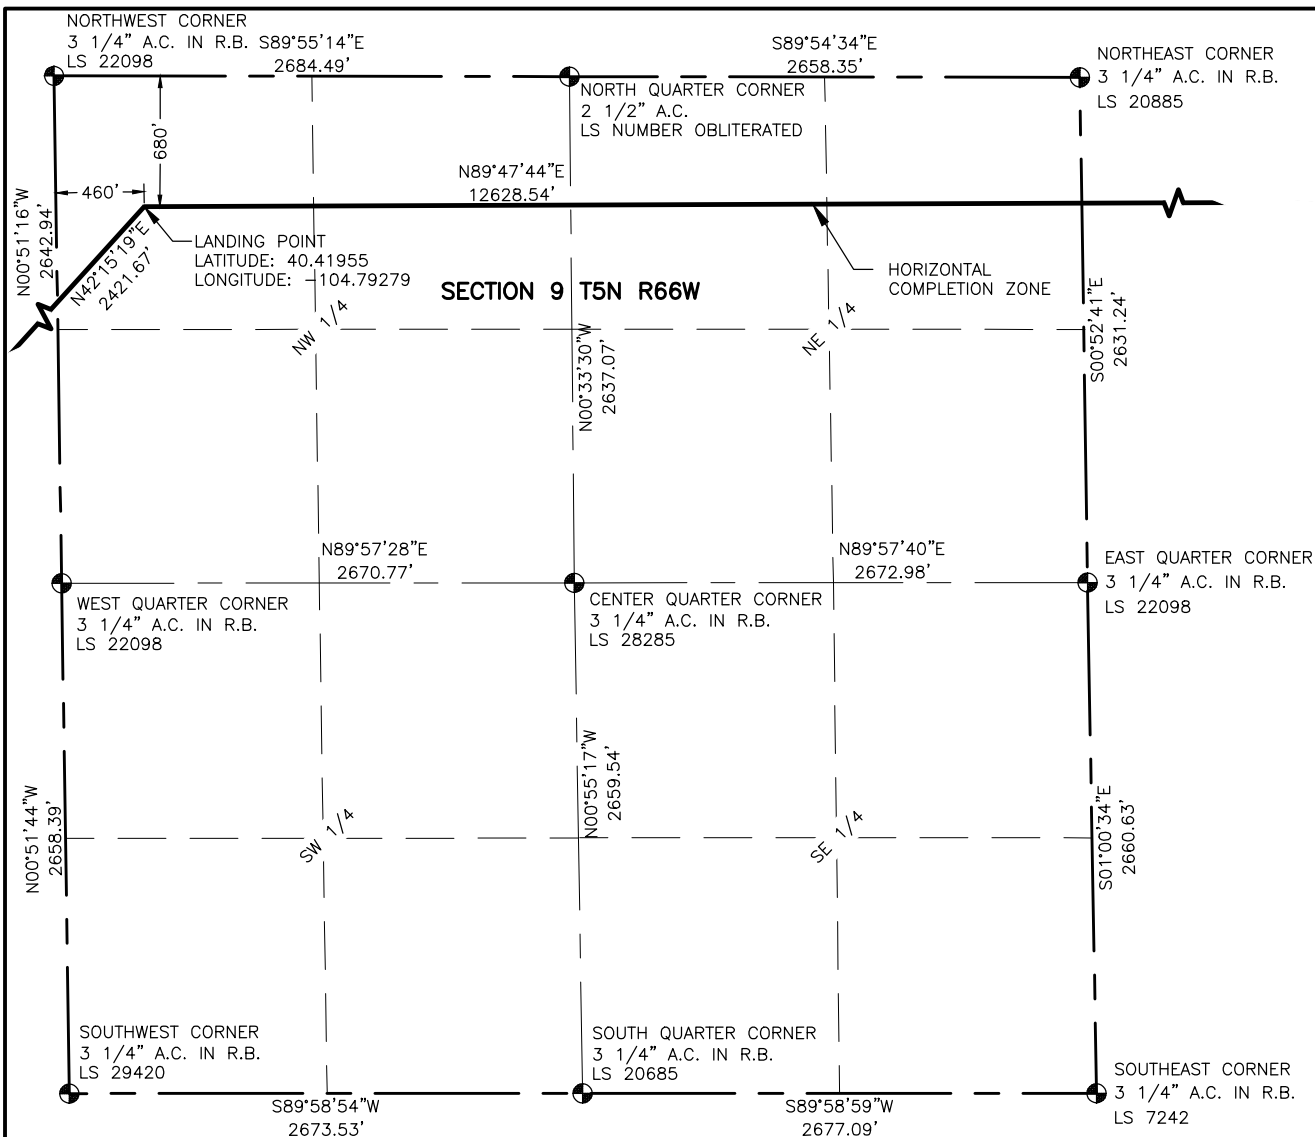 NORTHWEST CORNER
3 1/4" A.C. IN R.B.
LS 22098
S89°55'14"E
2684.49'
S89°54'34"E
2658.35'
NORTHEAST CORNER
3 1/4" A.C. IN R.B.
LS 20885
NORTH QUARTER CORNER
2 1/2" A.C.
LS NUMBER OBLITERATED
680'
460'
N89°47'44"E
12628.54'
N00°51'16"W
2642.94'
N42°15'19"E
2421.67'
LANDING POINT
LATITUDE: 40.41955
LONGITUDE: -104.79279
HORIZONTAL
COMPLETION ZONE
SECTION 9 T5N R66W
NW 1/4
NE 1/4
N00°33'30"W
2637.07'
S00°52'41"E
2631.24'
N89°57'28"E
2670.77'
N89°57'40"E
2672.98'
EAST QUARTER CORNER
3 1/4" A.C. IN R.B.
LS 22098
WEST QUARTER CORNER
3 1/4" A.C. IN R.B.
LS 22098
CENTER QUARTER CORNER
3 1/4" A.C. IN R.B.
LS 28285
N00°51'44"W
2658.39'
N00°55'17"W
2659.54'
S01°00'34"E
2660.63'
SW 1/4
SE 1/4
SOUTHWEST CORNER
3 1/4" A.C. IN R.B.
LS 29420
SOUTH QUARTER CORNER
3 1/4" A.C. IN R.B.
LS 20685
SOUTHEAST CORNER
3 1/4" A.C. IN R.B.
LS 7242
S89°58'54"W
2673.53'
S89°58'59"W
2677.09'